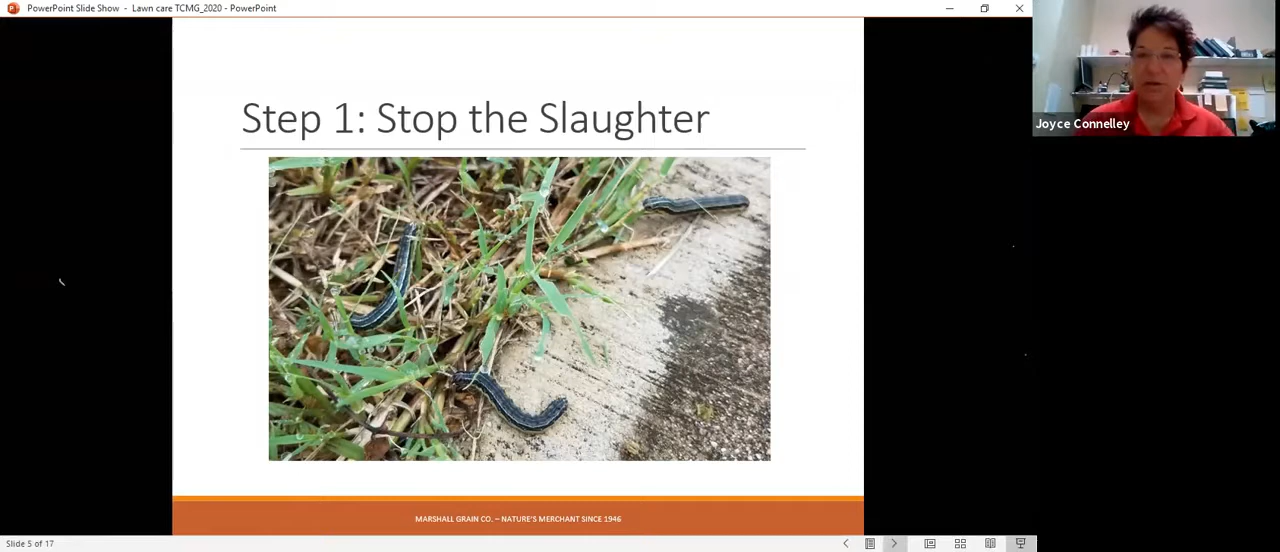 PowerPoint Slide Show - Lawn care TCMG_2020 - PowerPoint
Joyce Connelley
Step 1: Stop the Slaughter
MARSHALL GRAIN CO. – NATURE'S MERCHANT SINCE 1946
Slide 5 of 17